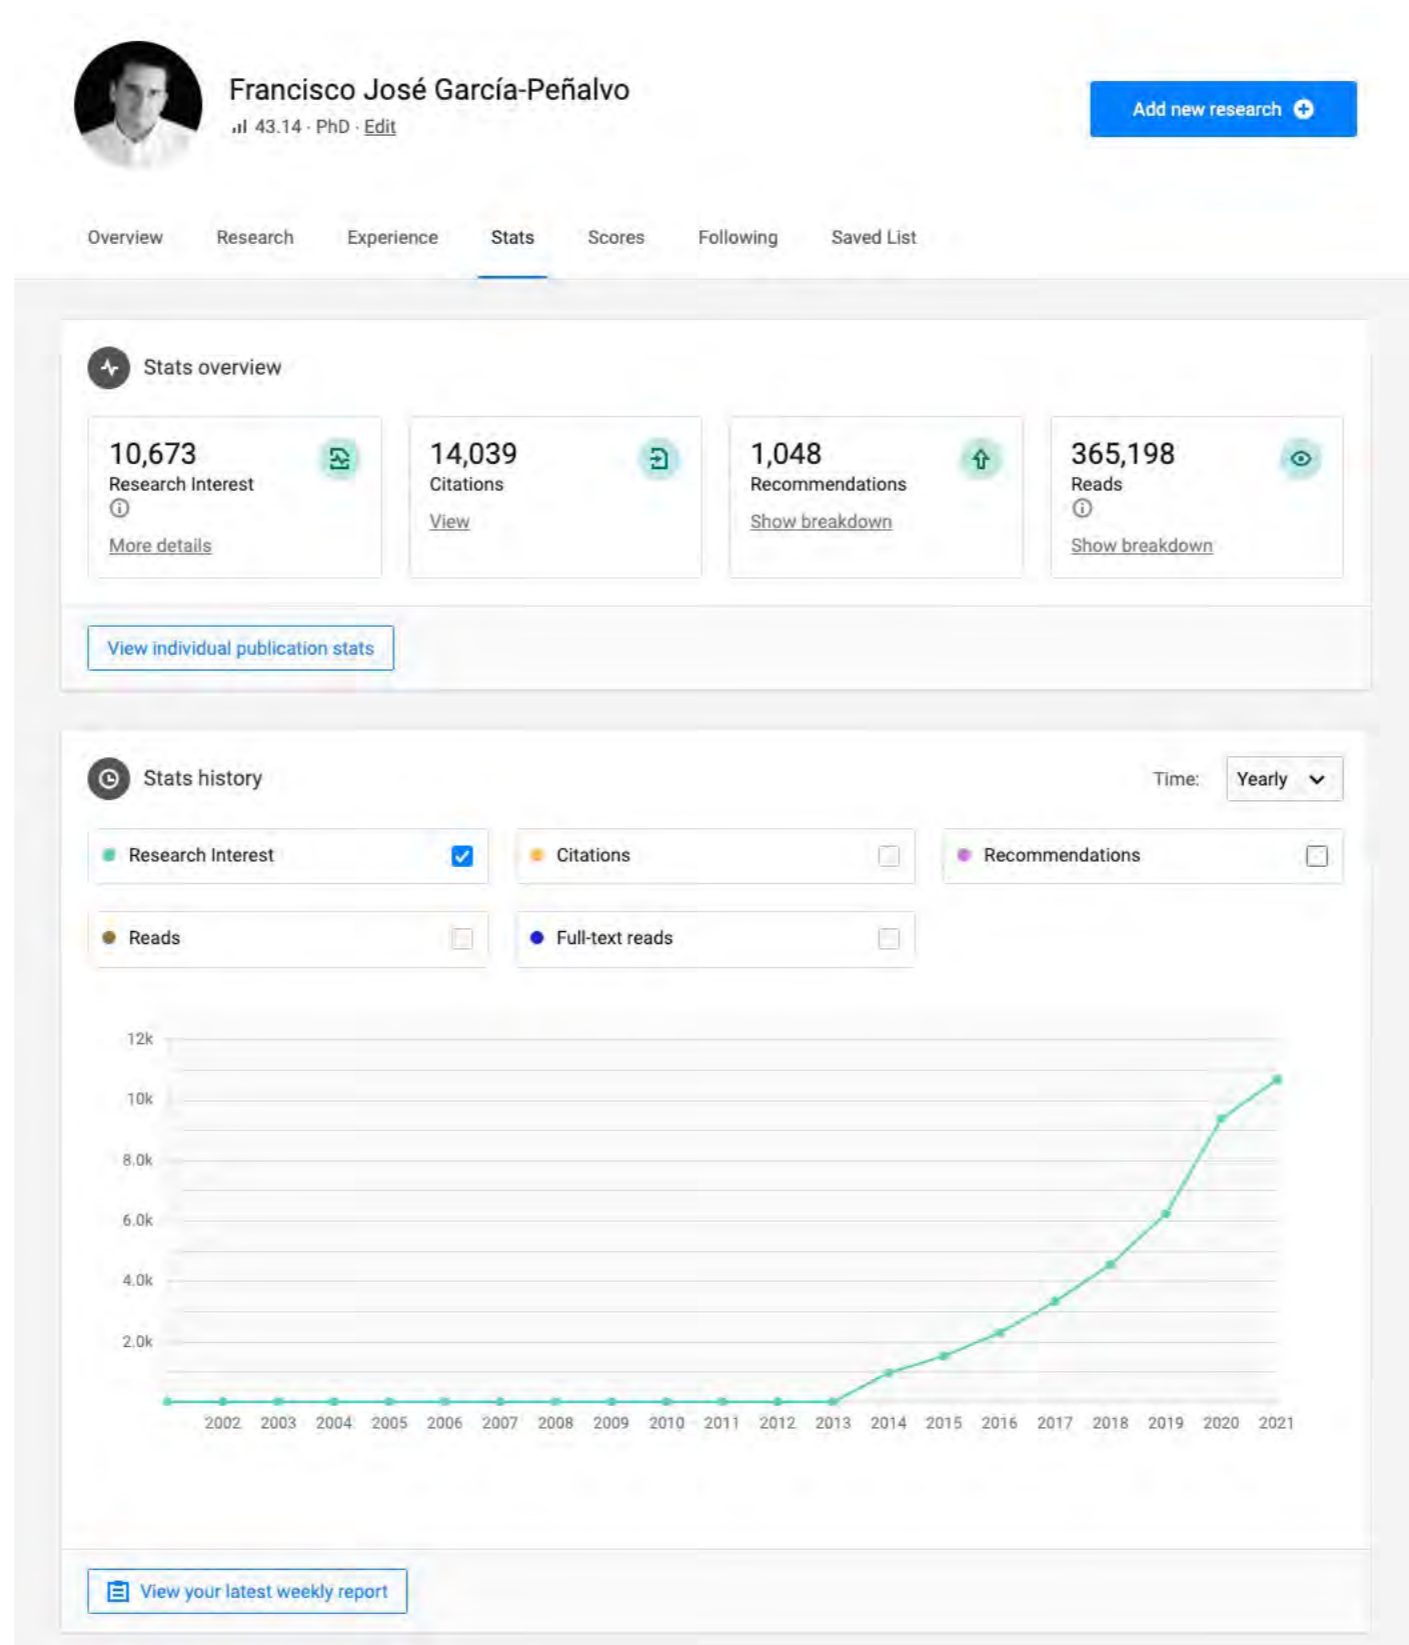 Francisco José García-Peñalvo
43.14 · PhD · Edit
Add new research
Overview Research Experience Stats Scores Following Saved List
Stats overview
10,673 14,039 1,048 365,198
Research Interest Citations Recommendations Reads
View Show breakdown
More details Show breakdown
View individual publication stats
Stats history Time: Yearly
Research Interest Citations Recommendations
Reads Full-text reads
12k
10k
8.0k
6.0k
4.0k
2.0k
2002 2003 2004 2005 2006 2007 2008 2009 2010 2011 2012 2013 2014 2015 2016 2017 2018 2019 2020 2021
View your latest weekly report